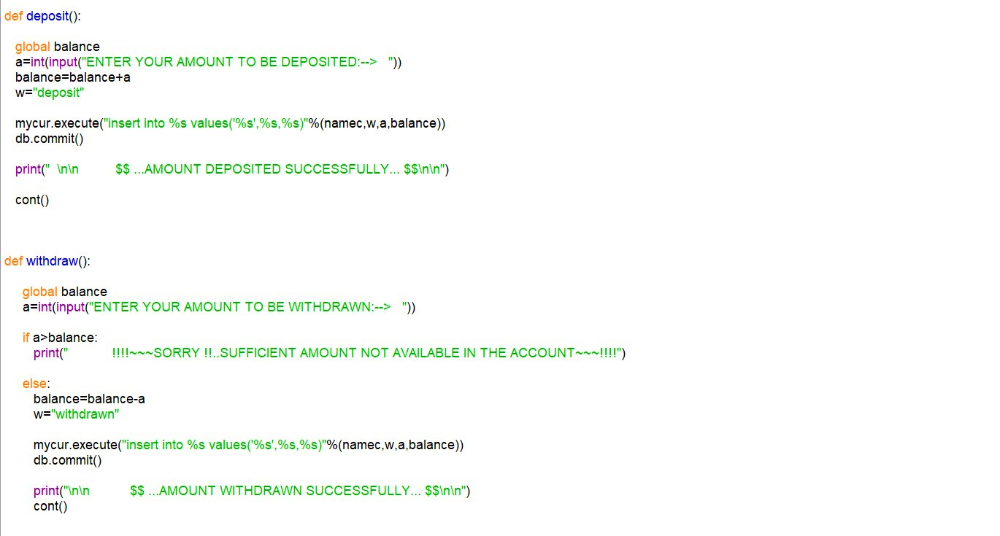 def deposit():
global balance
a=int(input("ENTER YOUR AMOUNT TO BE DEPOSITED:-->   "))
balance=balance+a
w="deposit"
mycur.execute("insert into %s values('%s',%s,%s)"%(namec,w,a,balance))
db.commit()
print("  \n\n          $$ ...AMOUNT DEPOSITED SUCCESSFULLY... $$\n\n")
cont()
def withdraw():
global balance
a=int(input("ENTER YOUR AMOUNT TO BE WITHDRAWN:-->   "))
if a>balance:
print("            !!!!~~~SORRY !!..SUFFICIENT AMOUNT NOT AVAILABLE IN THE ACCOUNT~~~!!!!")
else:
balance=balance-a
w="withdrawn"
mycur.execute("insert into %s values('%s',%s,%s)"%(namec,w,a,balance))
db.commit()
print("\n\n           $$ ...AMOUNT WITHDRAWN SUCCESSFULLY... $$\n\n")
cont()